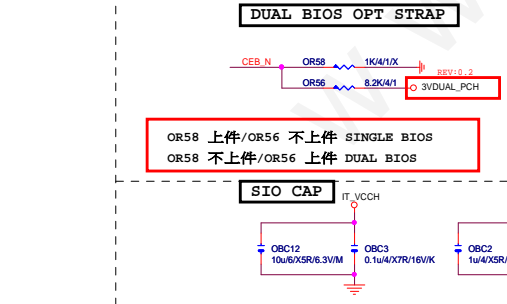 DUAL BIOS OPT STRAP
CEB_N
OR58 1K/4/1/X
REV:0.2
OR56 8.2K/4/1 3VDUAL_PCH
OR58 上件/OR56 不上件 SINGLE BIOS
OR58 不上件/OR56 上件 DUAL BIOS
SIO CAP
IT_VCCH
OBC12
10u/6/X5R/6.3V/M
OBC3
0.1u/4/X7R/16V/K
OBC2
1u/4/X5R/